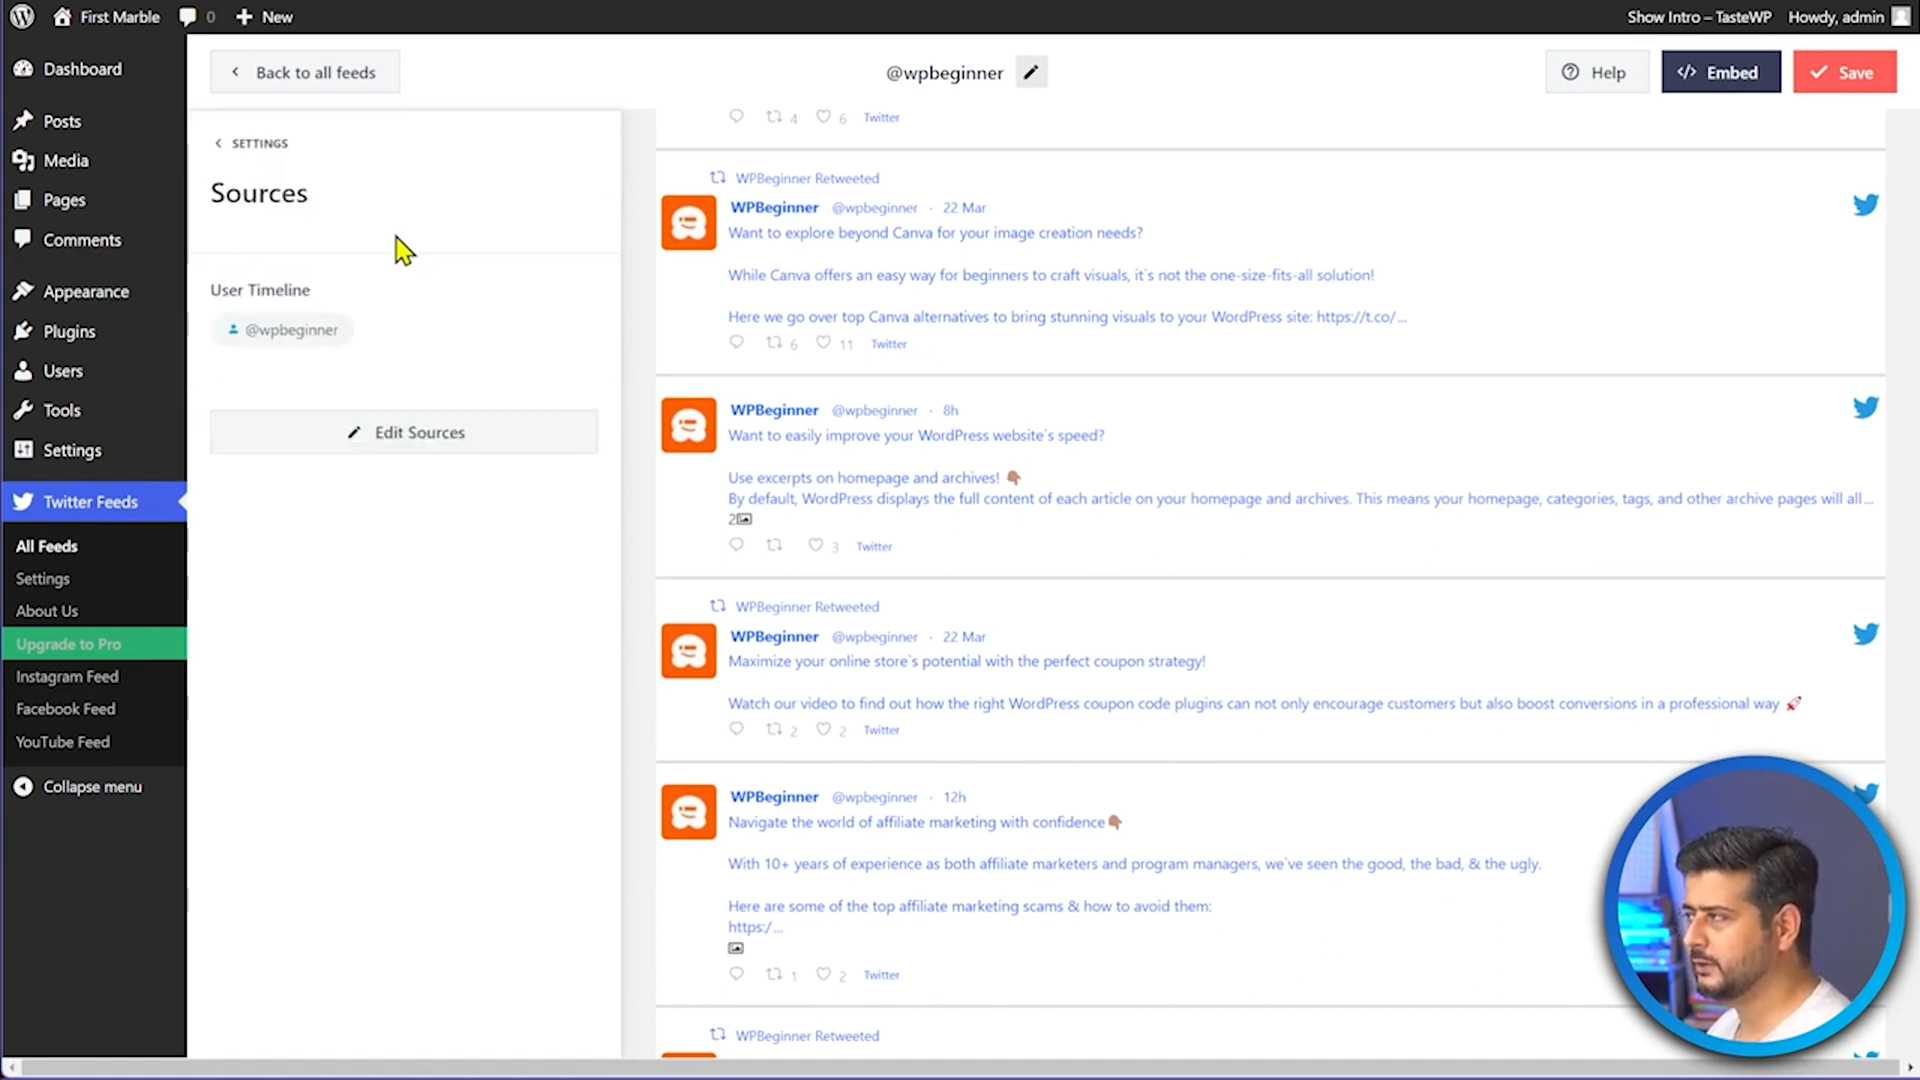 First Marble
0
New
Show Intro – TasteWP
Howdy, admin
Dashboard
Posts
Media
Pages
Comments
Appearance
Plugins
Users
Tools
Settings
Twitter Feeds
All Feeds
Settings
About Us
Upgrade to Pro
Instagram Feed
Facebook Feed
YouTube Feed
Collapse menu
Back to all feeds
@wpbeginner
Help
</> Embed
Save
SETTINGS
Sources
User Timeline
@wpbeginner
Edit Sources
4 6 Twitter
WPBeginner Retweeted
WPBeginner @wpbeginner · 22 Mar
Want to explore beyond Canva for your image creation needs?
While Canva offers an easy way for beginners to craft visuals, it`s not the one-size-fits-all solution!
Here we go over top Canva alternatives to bring stunning visuals to your WordPress site: https://t.co/...
6 11 Twitter
WPBeginner @wpbeginner · 8h
Want to easily improve your WordPress website`s speed?
Use excerpts on homepage and archives! 👇🏽
By default, WordPress displays the full content of each article on your homepage and archives. This means your homepage, categories, tags, and other archive pages will all...
2
3 Twitter
WPBeginner Retweeted
WPBeginner @wpbeginner · 22 Mar
Maximize your online store`s potential with the perfect coupon strategy!
Watch our video to find out how the right WordPress coupon code plugins can not only encourage customers but also boost conversions in a professional way 🚀
2 2 Twitter
WPBeginner @wpbeginner · 12h
Navigate the world of affiliate marketing with confidence👇🏽
With 10+ years of experience as both affiliate marketers and program managers, we`ve seen the good, the bad, & the ugly.
Here are some of the top affiliate marketing scams & how to avoid them:
https:/...
1 2 Twitter
WPBeginner Retweeted